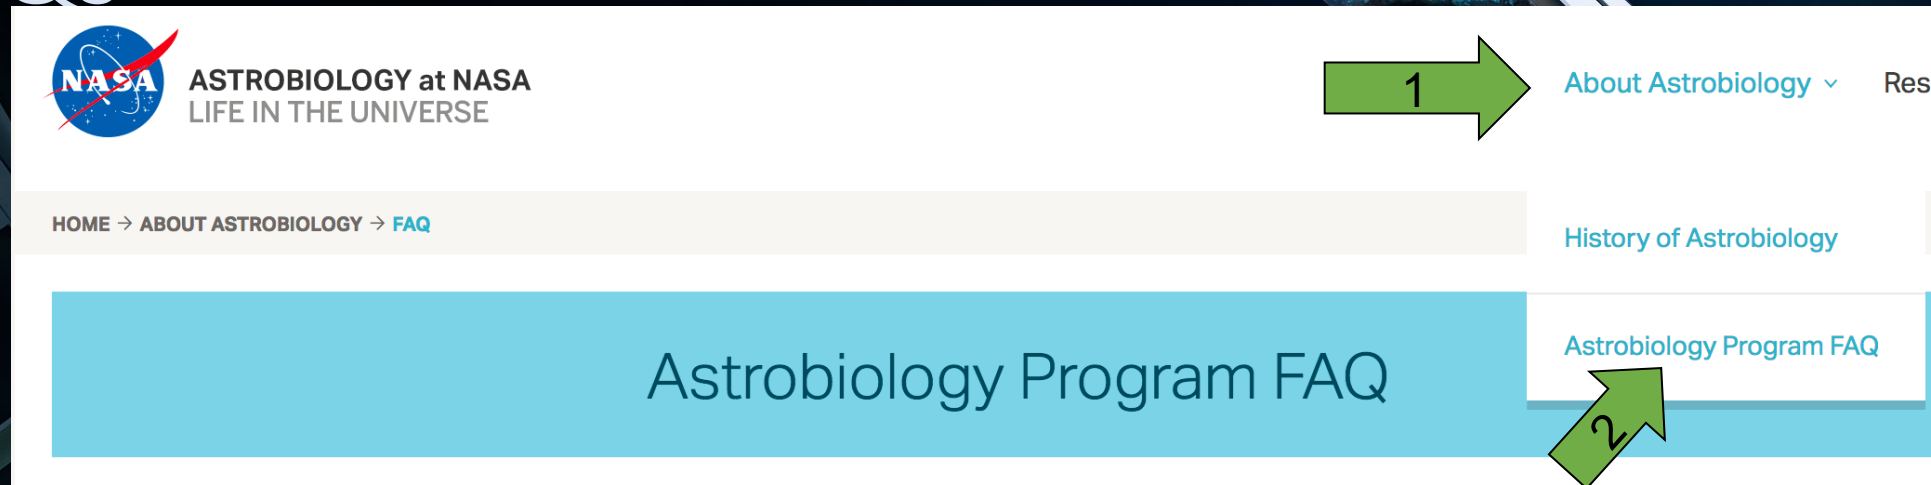 NASA
ASTROBIOLOGY at NASA
LIFE IN THE UNIVERSE
1
About Astrobiology
Res
HOME → ABOUT ASTROBIOLOGY → FAQ
History of Astrobiology
Astrobiology Program FAQ
Astrobiology Program FAQ
2